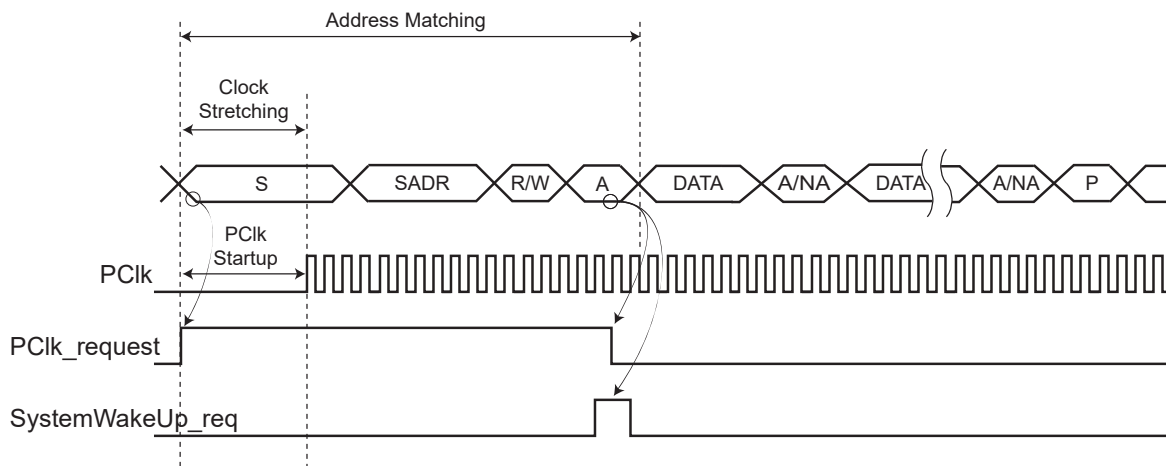 Address Matching
Clock
Stretching
S
SADR
R/W
A
DATA
A/NA
DATA
A/NA
P
PClk
Startup
PClk
PClk_request
SystemWakeUp_req